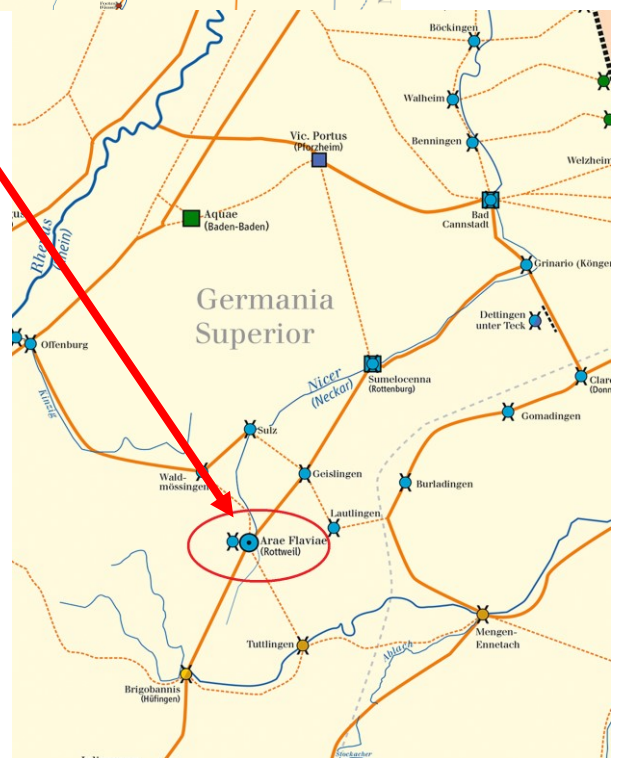 Böckingen
Walheim
Benningen
Vic. Portus
(Pforzheim)
Welzheim
Aquae
(Baden-Baden)
Bad
Cannstadt
Rhenus
(Rhein)
Grinario (Könge
Germania
Superior
Dettingen
unter Teck
Offenburg
Kinzig
Nicer
(Neckar)
Sumelocenna
(Rottenburg)
Clare
(Donn
Gomadingen
Sulz
Wald-
mössingen
Geislingen
Burladingen
Lautlingen
Arae Flaviae
(Rottweil)
Tuttlingen
Ablach
Mengen-
Ennetach
Brigobannis
(Hüfingen)
Stockacher